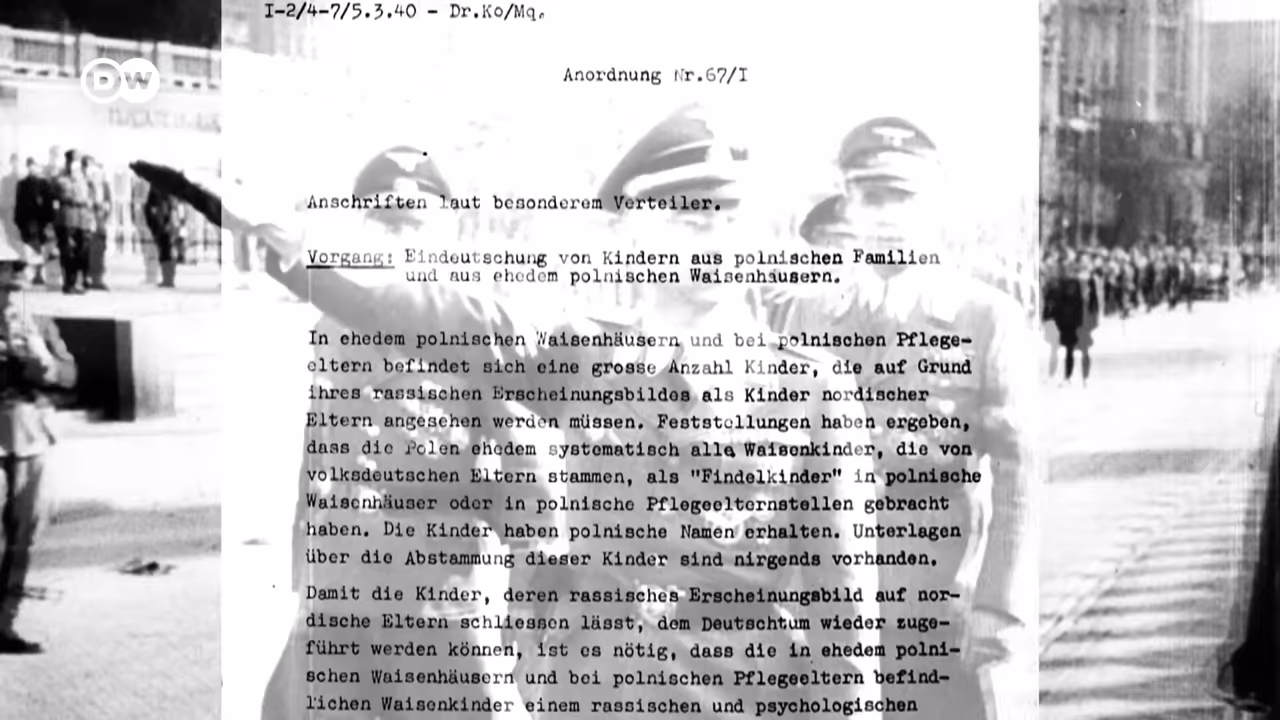 I-2/4-7/5.3.40 - Dr.Ko/Mq.
Anordnung Nr.67/I
DW
Anschriften laut besonderem Verteiler.
Vorgang: Eindeutschung von Kindern aus polnischen Familien
und aus ehedem polnischen Waisenhäusern.
In ehedem polnischen Waisenhäusern und bei polnischen Pflege-
eltern befindet sich eine grosse Anzahl Kinder, die auf Grund
ihres rassischen Erscheinungsbildes als Kinder nordischer
Eltern angesehen werden müssen. Feststellungen haben ergeben,
dass die Polen ehedem systematisch alle Waisenkinder, die von
volksdeutschen Eltern stammen, als "Findelkinder" in polnische
Waisenhäuser oder in polnische Pflegeelternstellen gebracht
haben. Die Kinder haben polnische Namen erhalten. Unterlagen
über die Abstammung dieser Kinder sind nirgends vorhanden.
Damit die Kinder, deren rassisches Erscheinungsbild auf nor-
dische Eltern schliessen lässt, dem Deutschtum wieder zuge-
führt werden können, ist es nötig, dass die in ehedem polni-
schen Waisenhäusern und bei polnischen Pflegeeltern befind-
lichen Waisenkinder einem rassischen und psychologischen